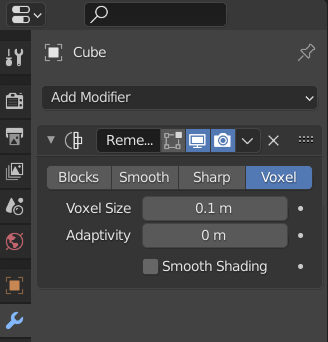 Cube
Add Modifier
Reme...
Blocks Smooth Sharp Voxel
Voxel Size 0.1 m
Adaptivity 0 m
Smooth Shading